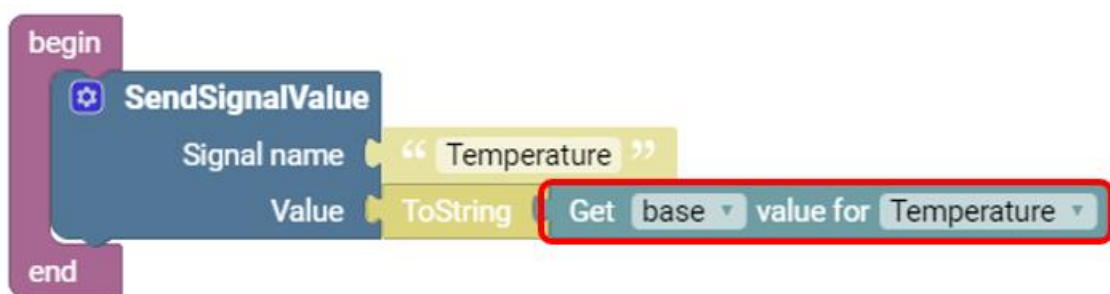 begin
SendSignalValue
Signal name “ Temperature ”
Value ToString Get base value for Temperature
end